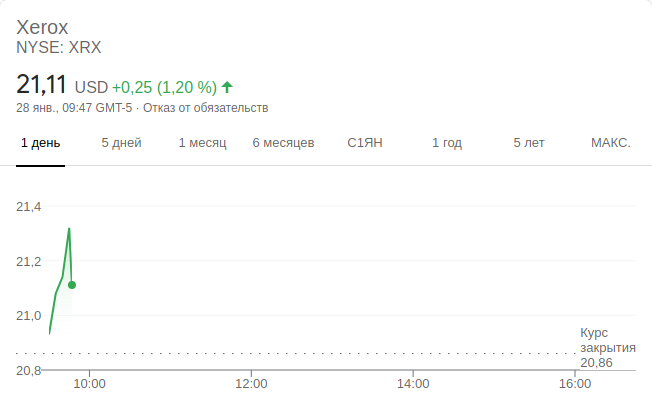 Xerox
NYSE: XRX
21,11 USD +0,25 (1,20 %)
28 янв., 09:47 GMT-5 · Отказ от обязательств
1 день 5 дней 1 месяц 6 месяцев С1ЯН 1 год 5 лет МАКС.
21,4
21,2
21,0
Курс
закрытия
20,86
20,8
10:00 12:00 14:00 16:00